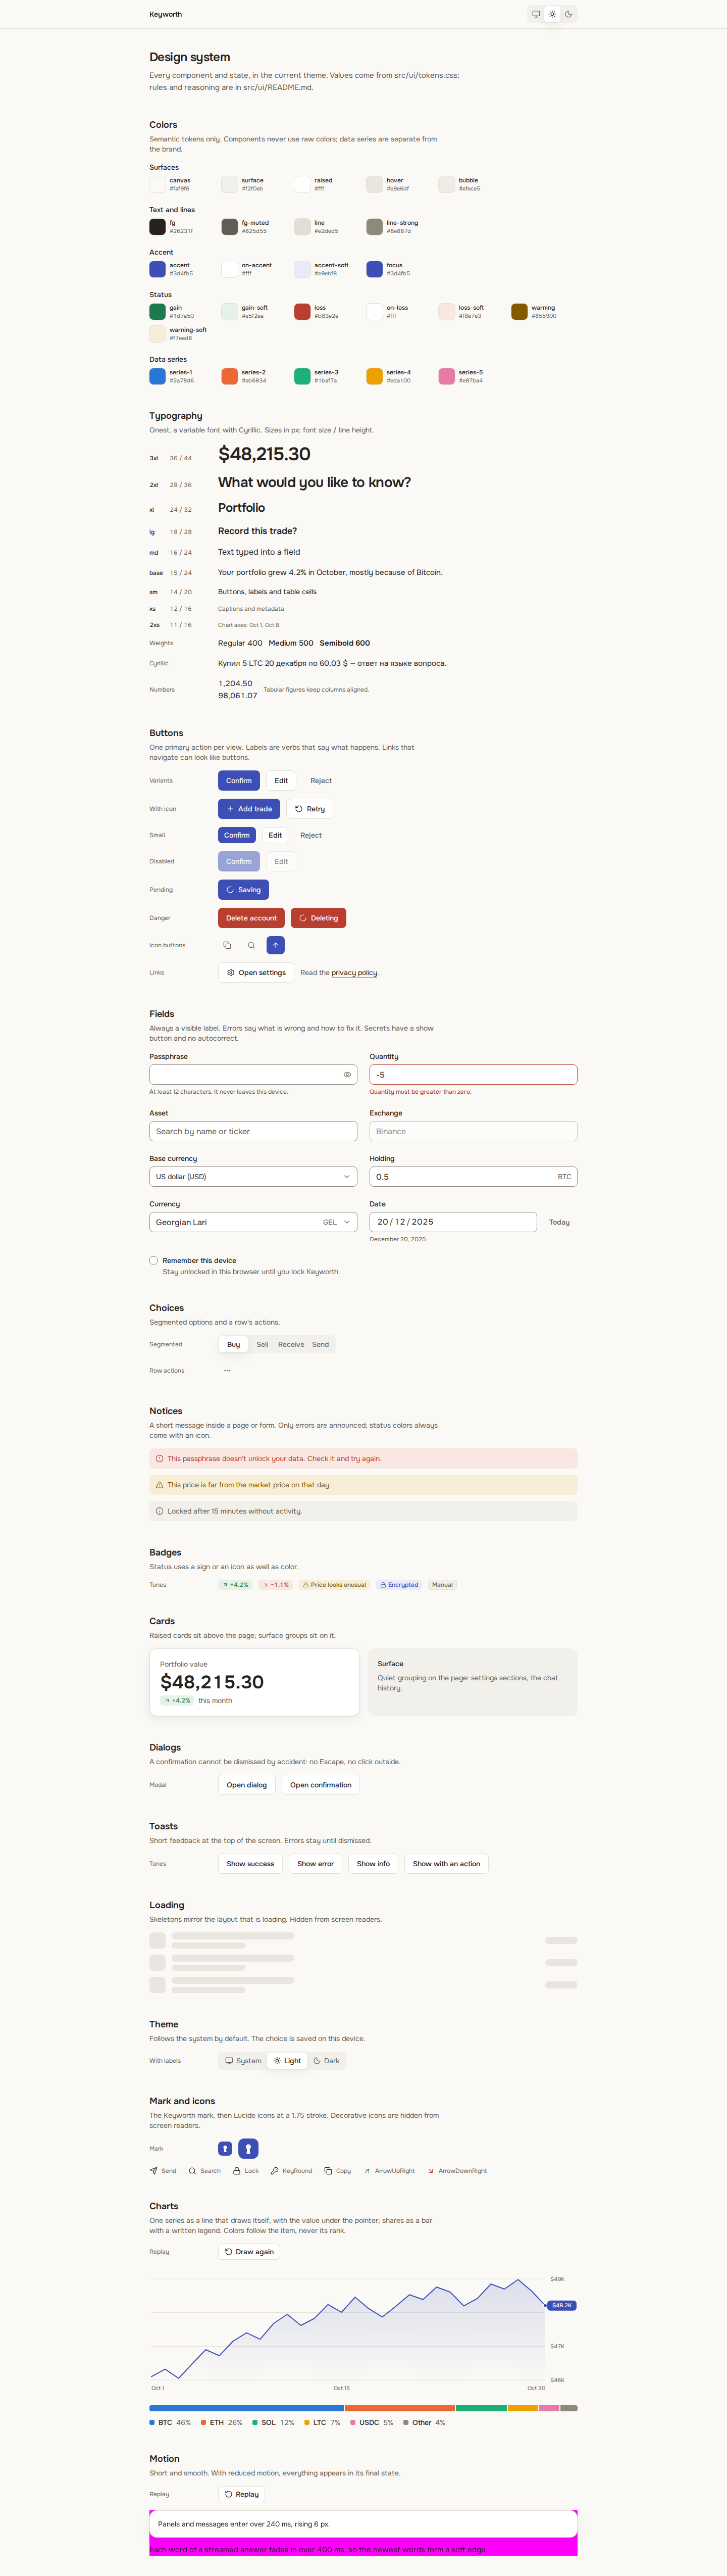 Keyworth
Design system
Every component and state, in the current theme. Values come from src/ui/tokens.css;
rules and reasoning are in src/ui/README.md.
Colors
Semantic tokens only. Components never use raw colors; data series are separate from
the brand.
Surfaces
canvas surface raised hover bubble
#faf9f6 #f2f0eb #fff #e9e6df #efece5
Text and lines
fg fg-muted line line-strong
#26231f #625d55 #e2ded5 #8e887d
Accent
accent on-accent accent-soft focus
#3d4fb5 #fff #e9ebf8 #3d4fb5
Status
gain gain-soft loss on-loss loss-soft warning
#1d7a50 #e5f2ea #b83e2e #fff #f8e7e3 #855900
warning-soft
#f7eed8
Data series
series-1 series-2 series-3 series-4 series-5
#2a78d6 #eb6834 #1baf7a #eda100 #e87ba4
Typography
Onest, a variable font with Cyrillic. Sizes in px: font size / line height.
3xl 36 / 44 $48,215.30
2xl 28 / 36 What would you like to know?
xl 24 / 32 Portfolio
lg 18 / 28 Record this trade?
md 16 / 24 Text typed into a field
base 15 / 24 Your portfolio grew 4.2% in October, mostly because of Bitcoin.
sm 14 / 20 Buttons, labels and table cells
xs 12 / 16 Captions and metadata
2xs 11 / 16 Chart axes: Oct 1, Oct 8
Weights Regular 400 Medium 500 Semibold 600
Cyrillic Купил 5 LTC 20 декабря по 60,03 $ — ответ на языке вопроса.
Numbers 1,204.50
98,061.07 Tabular figures keep columns aligned.
Buttons
One primary action per view. Labels are verbs that say what happens. Links that
navigate can look like buttons.
Variants Confirm Edit Reject
With icon Add trade Retry
Small Confirm Edit Reject
Disabled Confirm Edit
Pending Saving
Danger Delete account Deleting
Icon buttons
Links Open settings Read the privacy policy.
Fields
Always a visible label. Errors say what is wrong and how to fix it. Secrets have a show
button and no autocorrect.
Passphrase Quantity
-5
At least 12 characters. It never leaves this device. Quantity must be greater than zero.
Asset Exchange
Search by name or ticker Binance
Base currency Holding
US dollar (USD) 0.5 BTC
Currency Date
Georgian Lari GEL 20/12/2025 Today
December 20, 2025
Remember this device
Stay unlocked in this browser until you lock Keyworth.
Choices
Segmented options and a row's actions.
Segmented Buy Sell Receive Send
Row actions
Notices
A short message inside a page or form. Only errors are announced; status colors always
come with an icon.
This passphrase doesn't unlock your data. Check it and try again.
This price is far from the market price on that day.
Locked after 15 minutes without activity.
Badges
Status uses a sign or an icon as well as color.
Tones +4.2% −1.1% Price looks unusual Encrypted Manual
Cards
Raised cards sit above the page; surface groups sit on it.
Portfolio value
$48,215.30
+4.2% this month
Surface
Quiet grouping on the page: settings sections, the chat
history.
Dialogs
A confirmation cannot be dismissed by accident: no Escape, no click outside.
Modal Open dialog Open confirmation
Toasts
Short feedback at the top of the screen. Errors stay until dismissed.
Tones Show success Show error Show info Show with an action
Loading
Skeletons mirror the layout that is loading. Hidden from screen readers.
Theme
Follows the system by default. The choice is saved on this device.
With labels System Light Dark
Mark and icons
The Keyworth mark, then Lucide icons at a 1.75 stroke. Decorative icons are hidden from
screen readers.
Mark
Send Search Lock KeyRound Copy ArrowUpRight ArrowDownRight
Charts
One series as a line that draws itself, with the value under the pointer; shares as a bar
with a written legend. Colors follow the item, never its rank.
Replay Draw again
$49K
$48.2K
$47K
$46K
Oct 1 Oct 15 Oct 30
BTC 46% ETH 26% SOL 12% LTC 7% USDC 5% Other 4%
Motion
Short and smooth. With reduced motion, everything appears in its final state.
Replay Replay
Panels and messages enter over 240 ms, rising 6 px.
Each word of a streamed answer fades in over 400 ms, so the newest words form a soft edge.